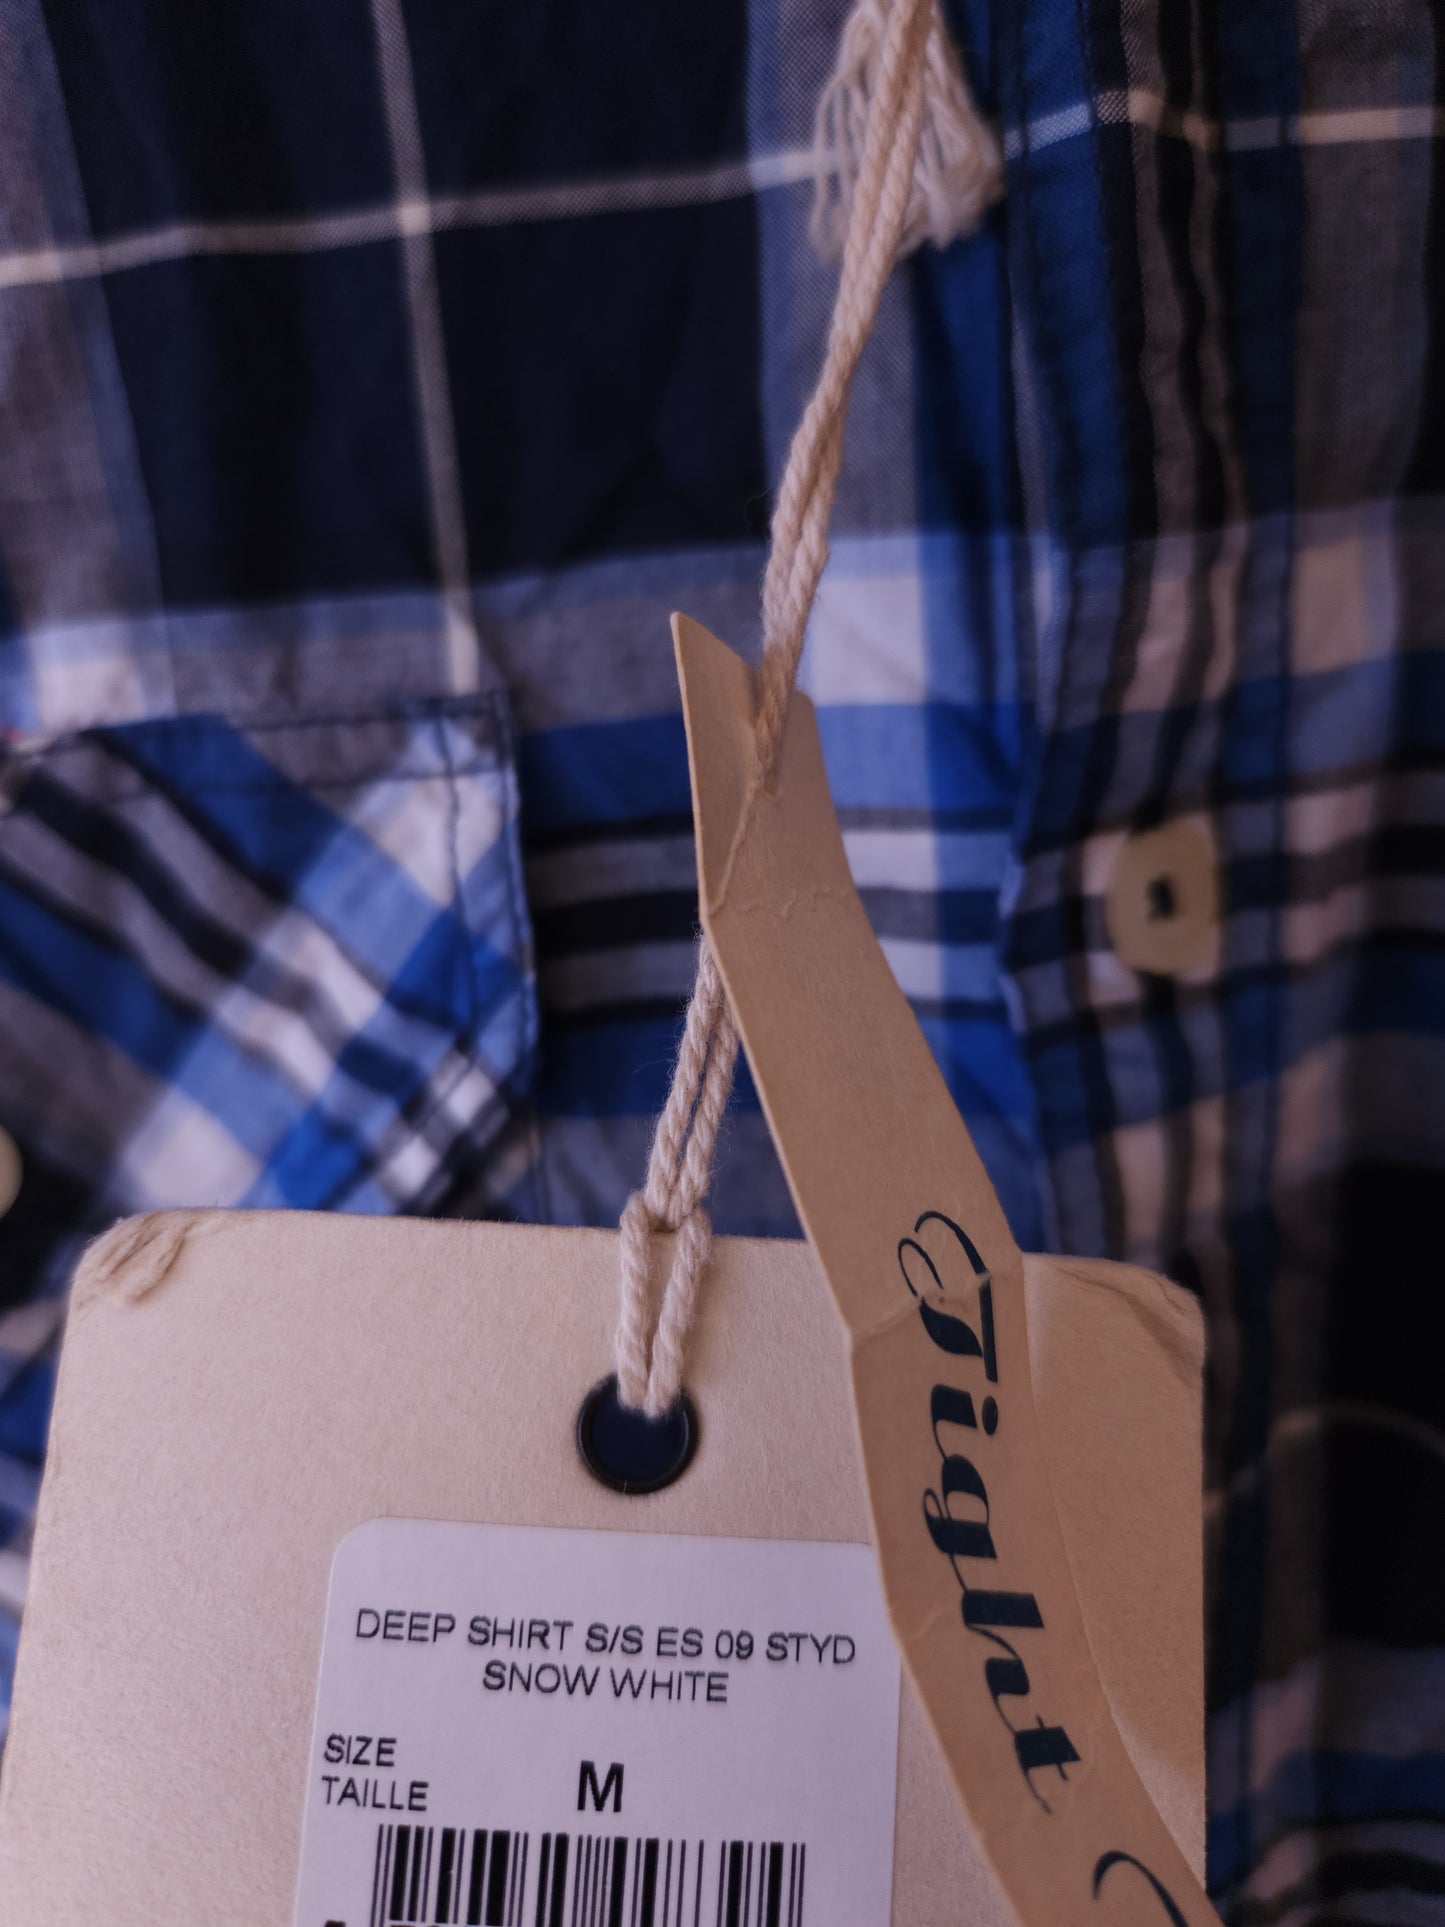 DEEP SHIRT S/S ES 09 STYD
SNOW WHITE
SIZE
TAILLE
M
Tight